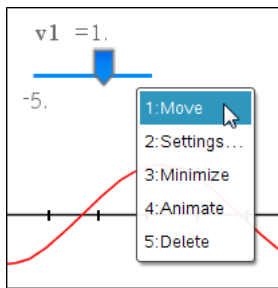 v1 =1.
-5.
1:Move
2:Settings...
3:Minimize
4:Animate
5:Delete